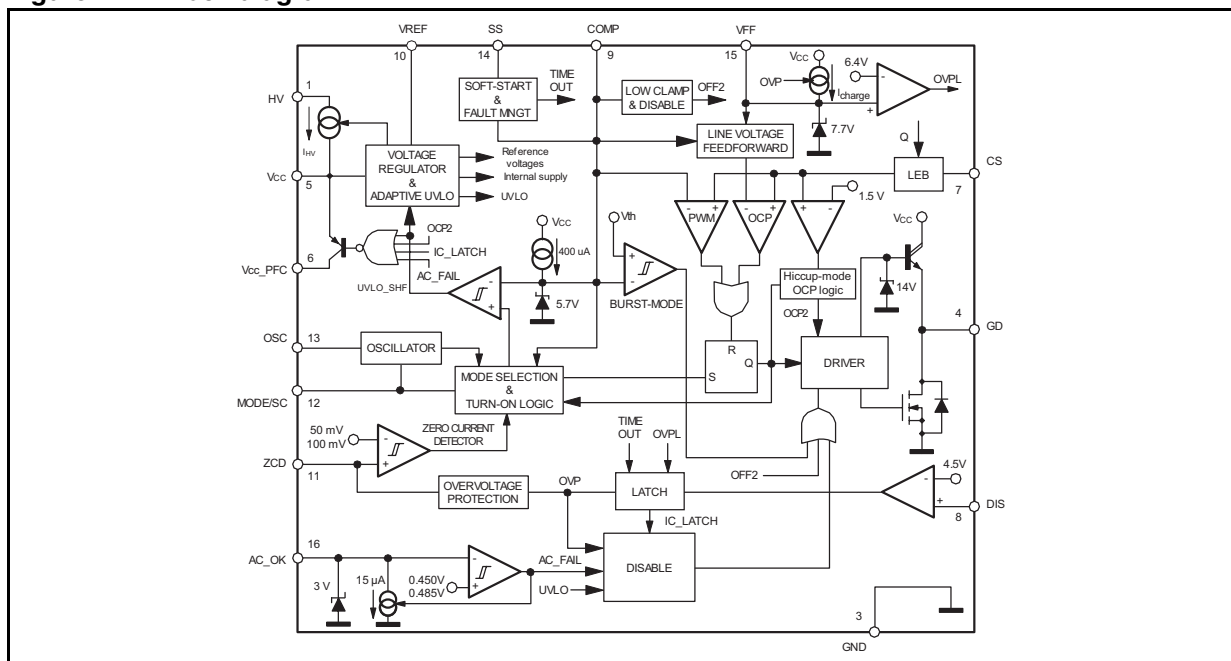 VREF
SS
COMP
VFF
10
14
9
15
Vcc
6.4V
OVP
OVPL
Icharge
1
HV
IHV
SOFT-START
&
FAULT MNGT
TIME
OUT
LOW CLAMP
& DISABLE
OFF2
7.7V
LINE VOLTAGE
FEEDFORWARD
VOLTAGE
REGULATOR
&
ADAPTIVE UVLO
Reference
voltages
Internal supply
UVLO
Q
LEB
CS
7
Vcc
5
1.5 V
PWM
OCP
Vcc
Vth
Vcc
400 uA
OCP2
IC_LATCH
AC_FAIL
6
Vcc_PFC
UVLO_SHF
5.7V
BURST-MODE
Hiccup-mode
OCP logic
14V
OCP2
4
GD
OSC
13
OSCILLATOR
MODE SELECTION
&
TURN-ON LOGIC
R
S
Q
DRIVER
MODE/SC
12
50 mV
100 mV
ZERO CURRENT
DETECTOR
TIME
OUT
OVPL
ZCD
11
OVERVOLTAGE
PROTECTION
OVP
LATCH
OFF2
4.5V
8
DIS
IC_LATCH
16
AC_OK
AC_FAIL
DISABLE
3 V
15 µA
0.450V
0.485V
UVLO
3
GND